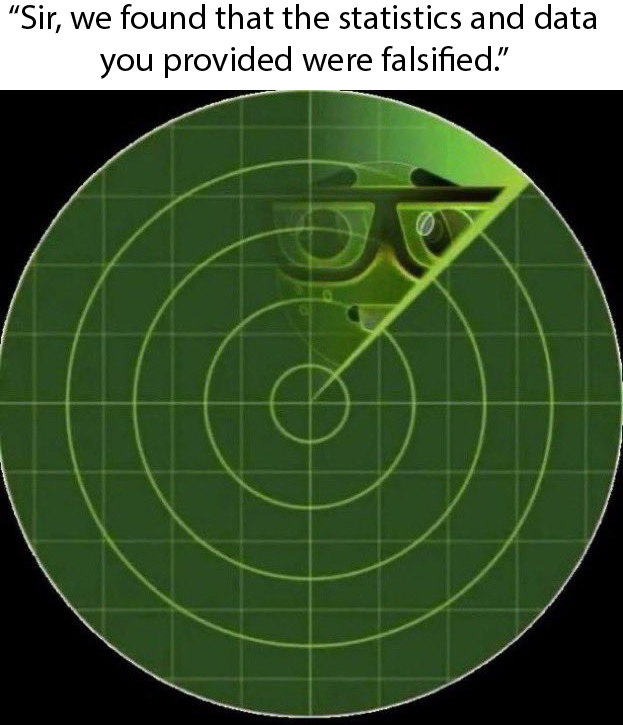 “Sir, we found that the statistics and data
you provided were falsified.”